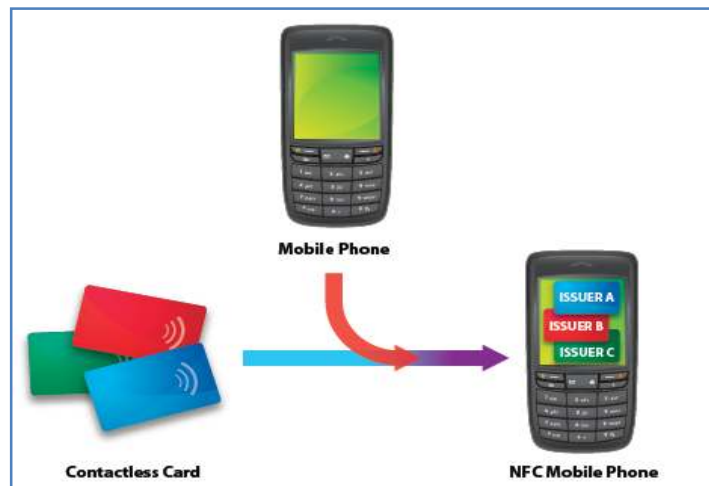 Mobile Phone
ISSUER A
ISSUER B
ISSUER C
Contactless Card
NFC Mobile Phone